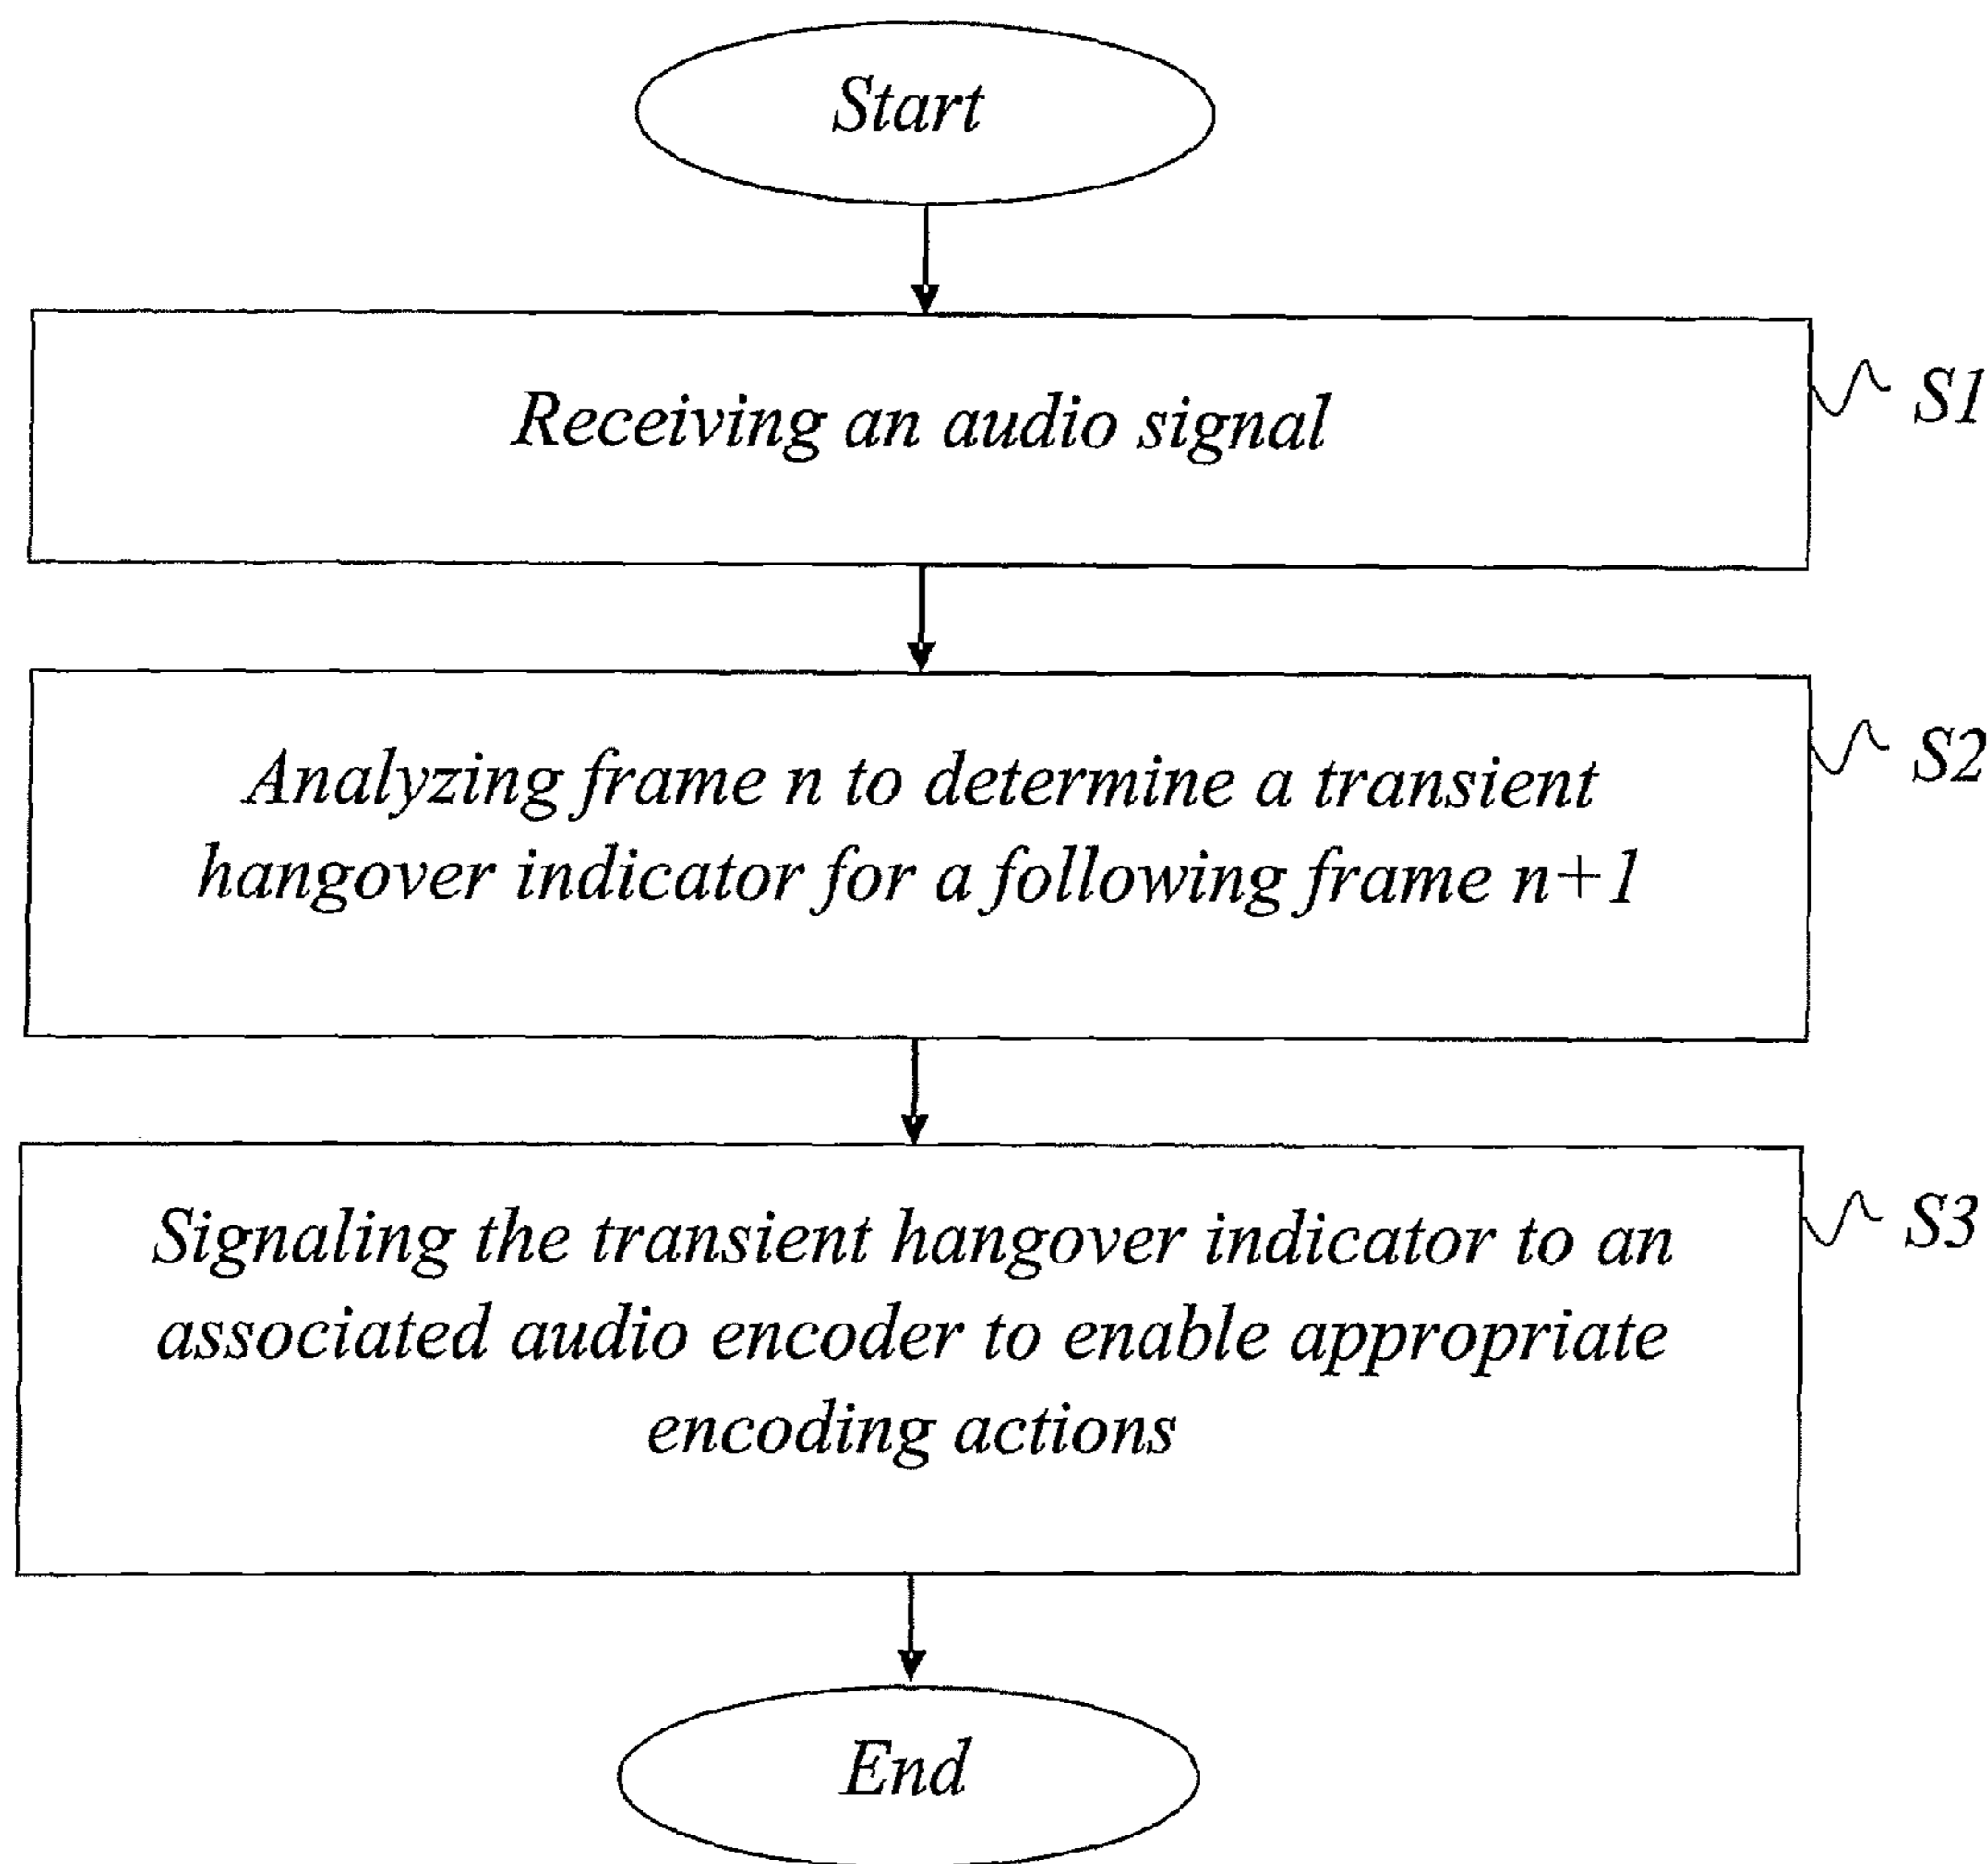 Start
Receiving an audio signal
S1
Analyzing frame n to determine a transient
hangover indicator for a following frame n+1
S2
Signaling the transient hangover indicator to an
associated audio encoder to enable appropriate
encoding actions
S3
End